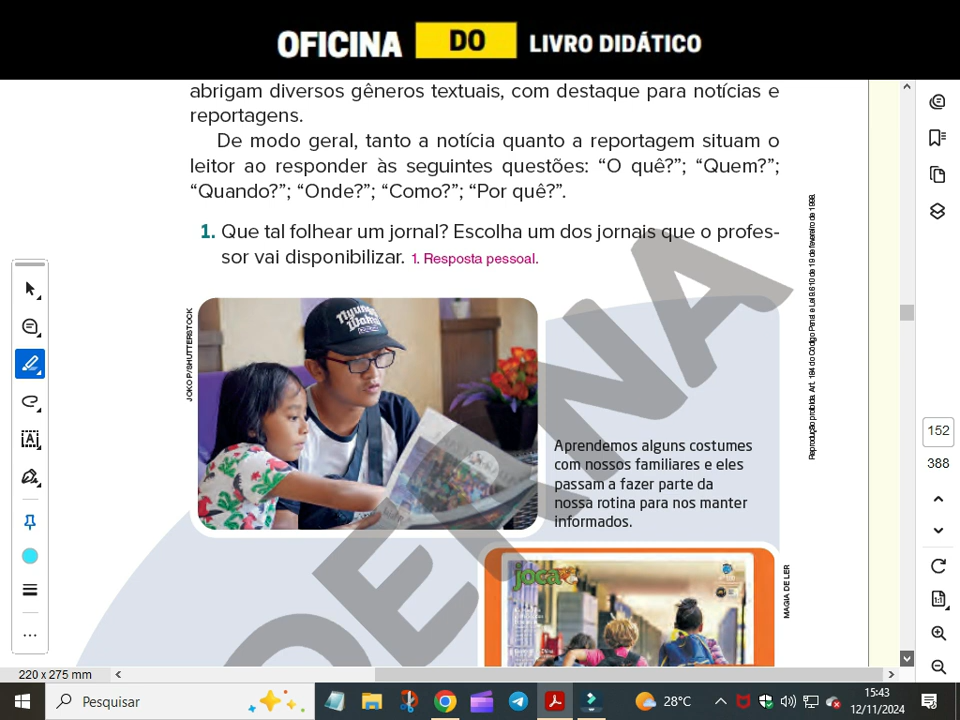 OFICINA DO LIVRO DIDÁTICO
abrigam diversos gêneros textuais, com destaque para notícias e
reportagens.
De modo geral, tanto a notícia quanto a reportagem situam o
leitor ao responder às seguintes questões: “O quê?”; “Quem?”;
“Quando?”; “Onde?”; “Como?”; “Por quê?”.
1. Que tal folhear um jornal? Escolha um dos jornais que o profes-
sor vai disponibilizar. 1. Resposta pessoal.
JOKO P/SHUTTERSTOCK
Reprodução proibida. Art. 184 do Código Penal e Lei 9.610 de 19 de fevereiro de 1998.
Aprendemos alguns costumes
com nossos familiares e eles
passam a fazer parte da
nossa rotina para nos manter
informados.
joca
MAGIA DE LER
DERNA
152
388
220 x 275 mm
Pesquisar
28°C
15:43
12/11/2024